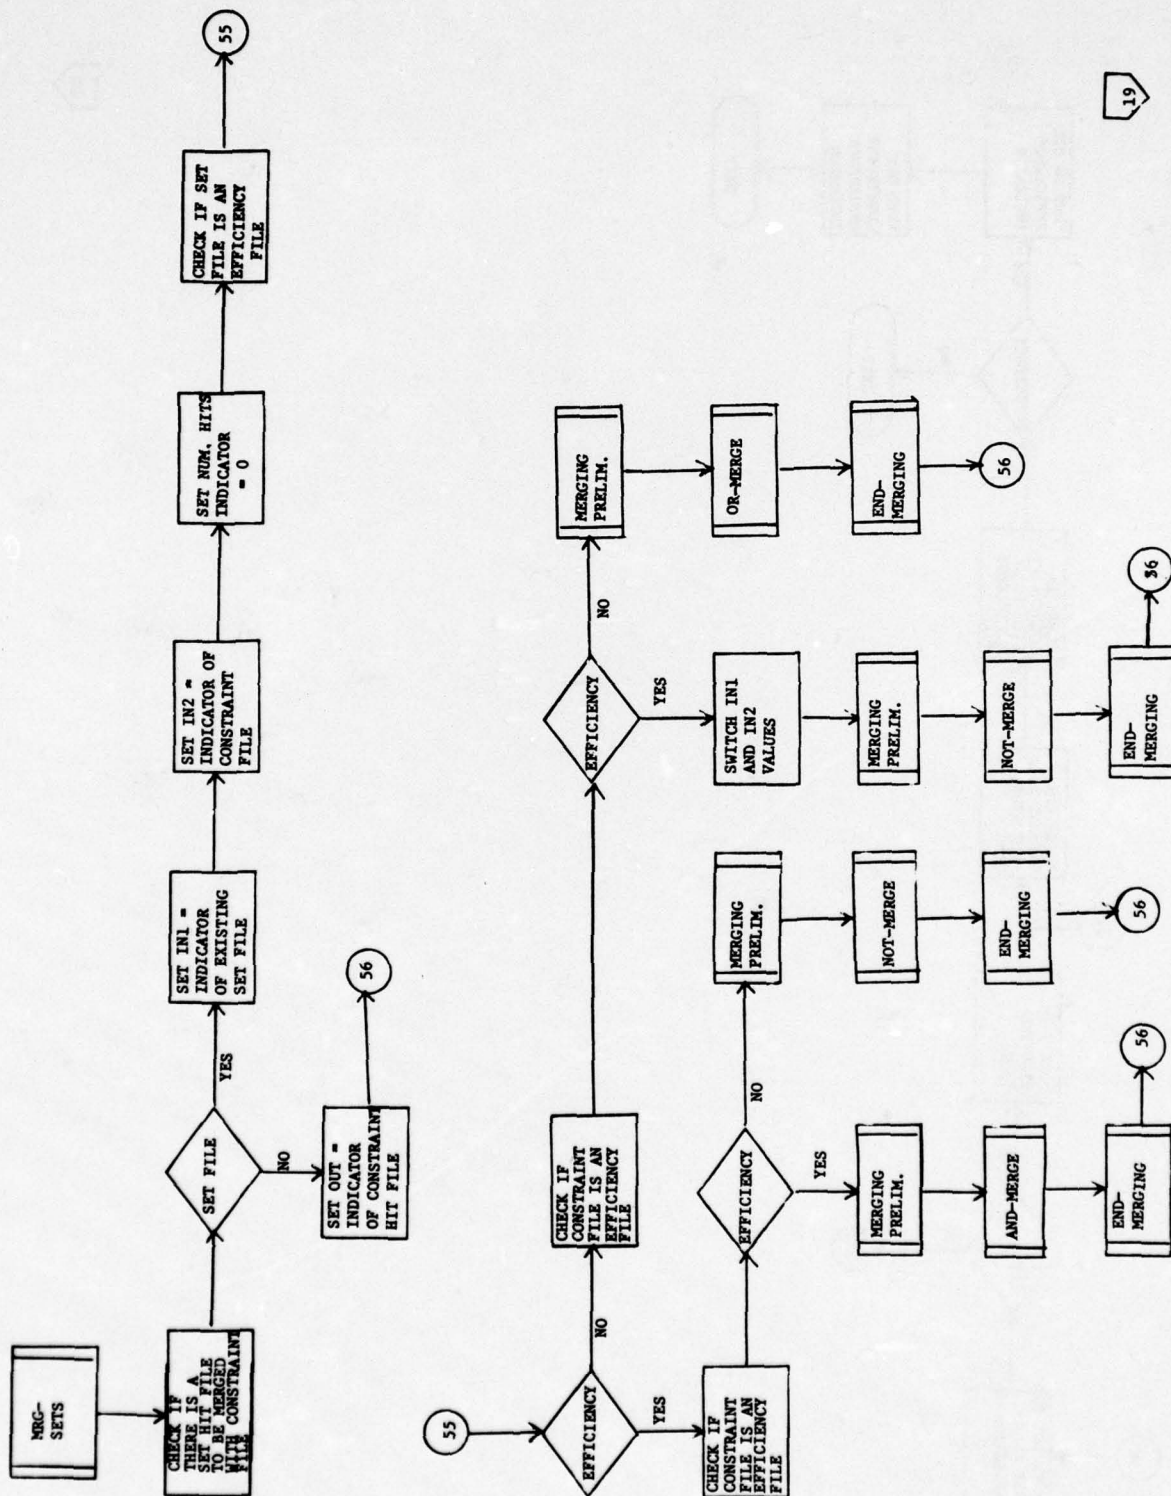 MRG-
SETS
CHECK IF
THERE IS A
SET HIT FILE
TO BE MERGED
WITH CONSTRAINT
FILE
SET FILE
YES
NO
SET OUT =
INDICATOR
OF CONSTRAINT
HIT FILE
56
SET IN1 =
INDICATOR
OF EXISTING
SET FILE
SET IN2 =
INDICATOR OF
CONSTRAINT
FILE
SET NUM. HITS
INDICATOR
= 0
CHECK IF SET
FILE IS AN
EFFICIENCY
FILE
55
55
EFFICIENCY
NO
YES
CHECK IF
CONSTRAINT
FILE IS AN
EFFICIENCY
FILE
EFFICIENCY
NO
MERGING
PRELIM.
OR-MERGE
END-
MERGING
56
YES
SWITCH IN1
AND IN2
VALUES
MERGING
PRELIM.
NOT-MERGE
END-
MERGING
56
CHECK IF
CONSTRAINT
FILE IS AN
EFFICIENCY
FILE
EFFICIENCY
NO
MERGING
PRELIM.
NOT-MERGE
END-
MERGING
56
YES
MERGING
PRELIM.
AND-MERGE
END-
MERGING
56
19